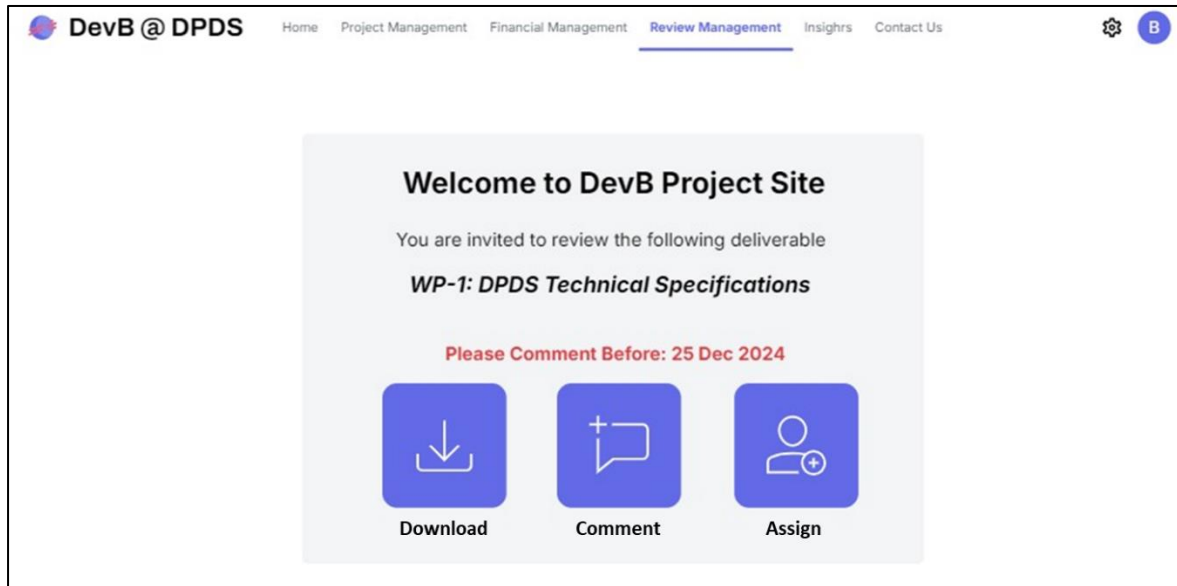 DevB @ DPDS
Home Project Management Financial Management Review Management Insighrs Contact Us
B
Welcome to DevB Project Site
You are invited to review the following deliverable
WP-1: DPDS Technical Specifications
Please Comment Before: 25 Dec 2024
Download Comment Assign